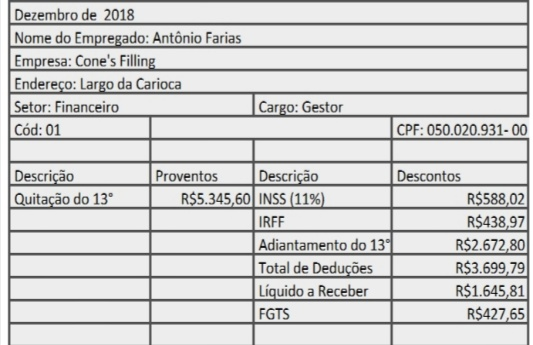 Dezembro de 2018
Nome do Empregado: Antônio Farias
Empresa: Cone's Filling
Endereço: Largo da Carioca
Setor: Financeiro Cargo: Gestor
Cód: 01 CPF: 050.020.931- 00
Descrição Proventos Descrição Descontos
Quitação do 13° R$5.345,60 INSS (11%) R$588,02
IRFF R$438,97
Adiantamento do 13° R$2.672,80
Total de Deduções R$3.699,79
Líquido a Receber R$1.645,81
FGTS R$427,65